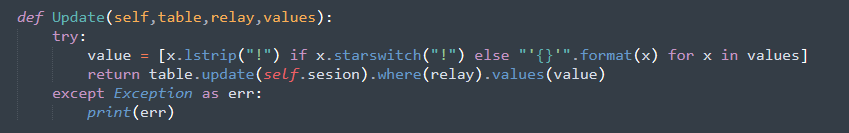 def Update(self,table,relay,values):
    try:
        value = [x.lstrip("!") if x.starswitch("!") else "'{}'".format(x) for x in values]
        return table.update(self.sesion).where(relay).values(value)
    except Exception as err:
        print(err)